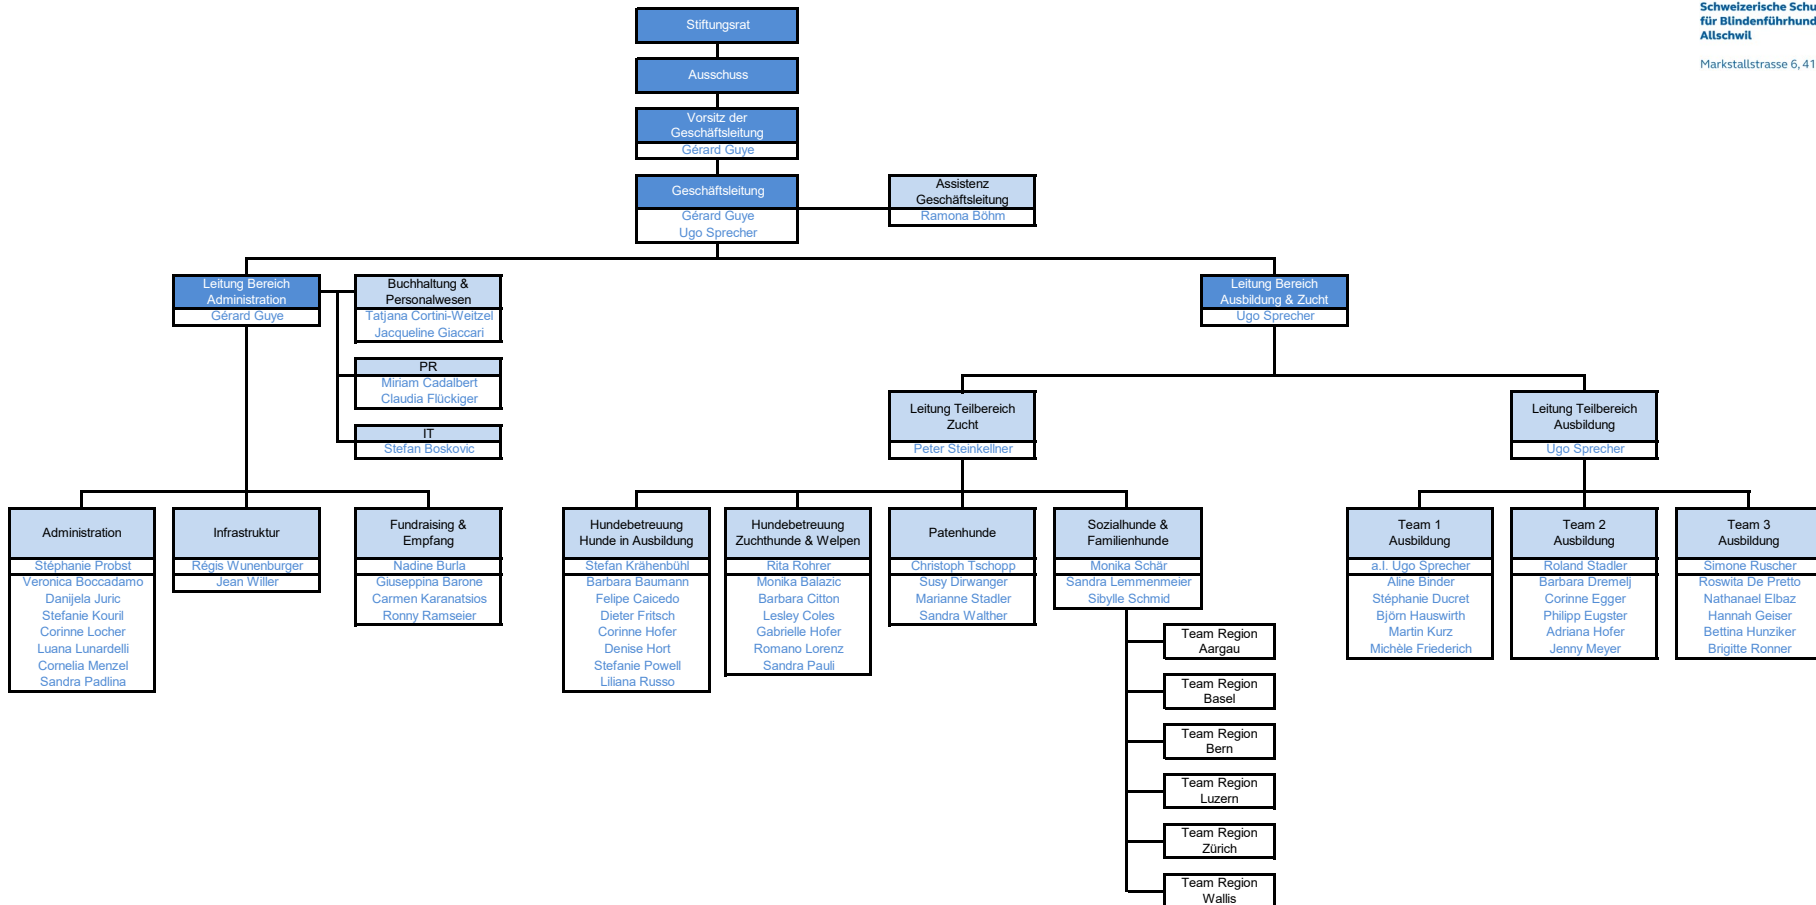 Schweizerische Schu
für Blindenführhund
Allschwil
Markstallstrasse 6, 41
Stiftungsrat
Ausschuss
Vorsitz der
Geschäftsleitung
Gérard Guye
Geschäftsleitung
Gérard Guye
Ugo Sprecher
Assistenz
Geschäftsleitung
Ramona Böhm
Leitung Bereich
Administration
Gérard Guye
Buchhaltung &
Personalwesen
Tatjana Cortini-Weitzel
Jacqueline Giaccari
PR
Miriam Cadalbert
Claudia Flückiger
IT
Stefan Boskovic
Leitung Bereich
Ausbildung & Zucht
Ugo Sprecher
Leitung Teilbereich
Zucht
Peter Steinkellner
Leitung Teilbereich
Ausbildung
Ugo Sprecher
Administration
Stéphanie Probst
Veronica Boccadamo
Danijela Juric
Stefanie Kouril
Corinne Locher
Luana Lunardelli
Cornelia Menzel
Sandra Padlina
Infrastruktur
Régis Wunenburger
Jean Willer
Fundraising &
Empfang
Nadine Burla
Giuseppina Barone
Carmen Karanatsios
Ronny Ramseier
Hundebetreuung
Hunde in Ausbildung
Stefan Krähenbühl
Barbara Baumann
Felipe Caicedo
Dieter Fritsch
Corinne Hofer
Denise Hort
Stefanie Powell
Liliana Russo
Hundebetreuung
Zuchthunde & Welpen
Rita Rohrer
Monika Balazic
Barbara Citton
Lesley Coles
Gabrielle Hofer
Romano Lorenz
Sandra Pauli
Patenhunde
Christoph Tschopp
Susy Dirwanger
Marianne Stadler
Sandra Walther
Sozialhunde &
Familienhunde
Monika Schär
Sandra Lemmenmeier
Sibylle Schmid
Team Region
Aargau
Team Region
Basel
Team Region
Bern
Team Region
Luzern
Team Region
Zürich
Team Region
Wallis
Team 1
Ausbildung
a.l. Ugo Sprecher
Aline Binder
Stéphanie Ducret
Björn Hauswirth
Martin Kurz
Michèle Friederich
Team 2
Ausbildung
Roland Stadler
Barbara Dremelj
Corinne Egger
Philipp Eugster
Adriana Hofer
Jenny Meyer
Team 3
Ausbildung
Simone Ruscher
Roswita De Pretto
Nathanael Elbaz
Hannah Geiser
Bettina Hunziker
Brigitte Ronner